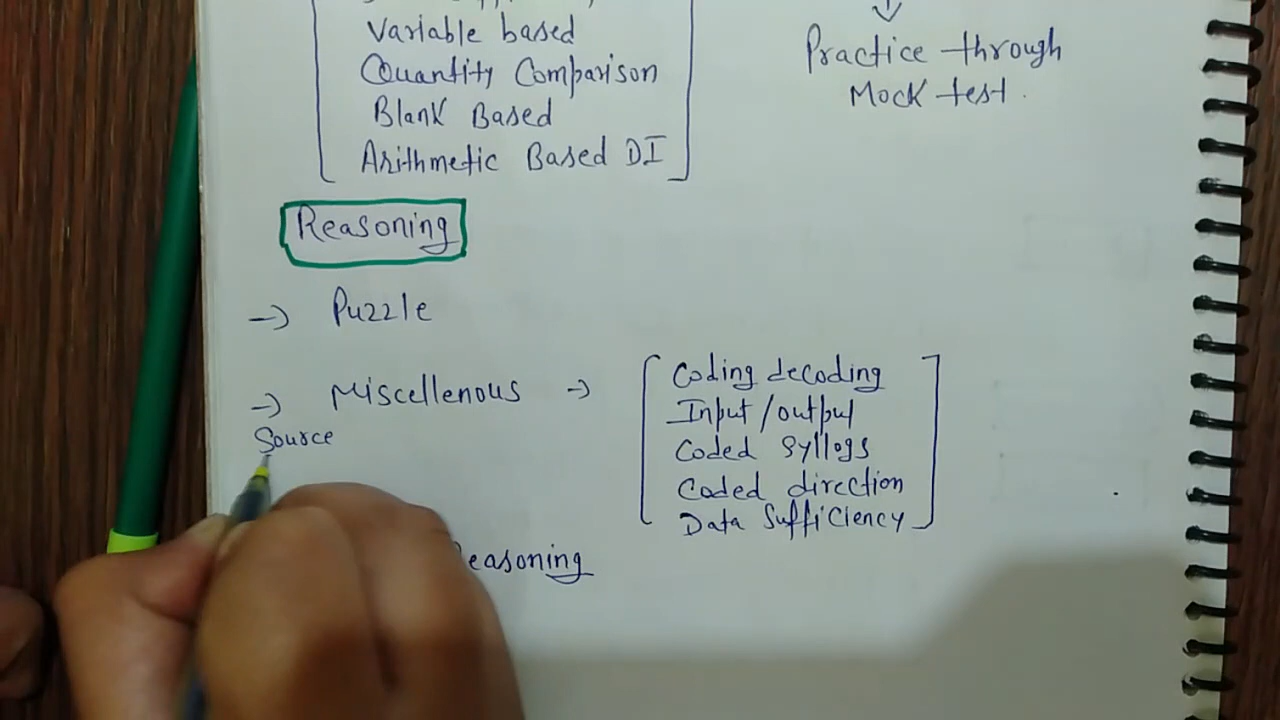 Variable based
Quantity Comparison
Blank Based
Arithmetic Based DI
Practice through
Mock test.
Reasoning
-> Puzzle
-> Miscellenous ->
Coding decoding
Input/output
Coded Syllogs
Coded direction
Data Sufficiency
Source